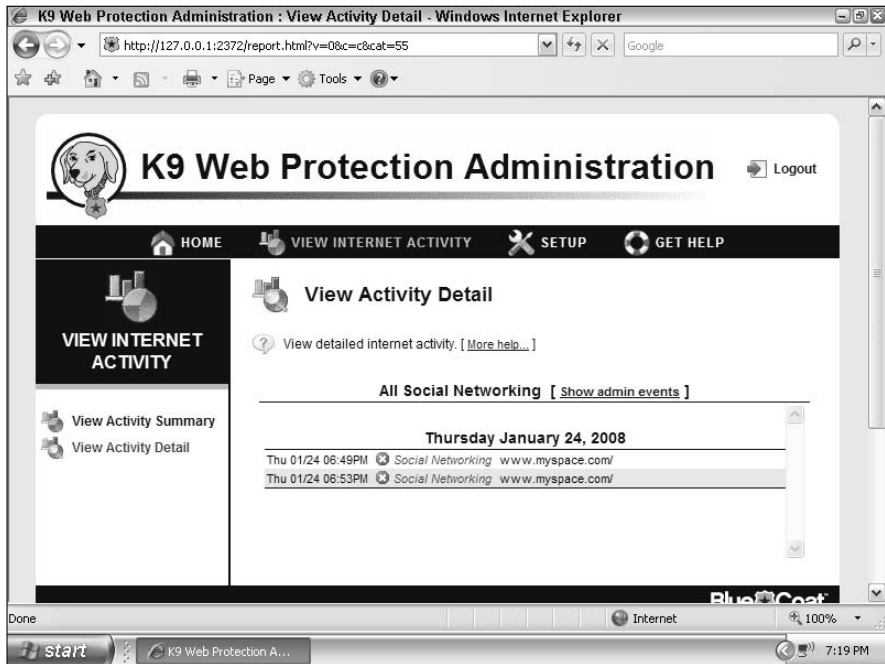 K9 Web Protection Administration : View Activity Detail - Windows Internet Explorer
http://127.0.0.1:2372/report.html?v=0&c=c&cat=55
Google
Page
Tools
K9 Web Protection Administration
Logout
HOME
VIEW INTERNET ACTIVITY
SETUP
GET HELP
VIEW INTERNET
ACTIVITY
View Activity Summary
View Activity Detail
View Activity Detail
View detailed internet activity. [ More help... ]
All Social Networking [ Show admin events ]
Thursday January 24, 2008
Thu 01/24 06:49PM Social Networking www.myspace.com/
Thu 01/24 06:53PM Social Networking www.myspace.com/
Blue Coat
Done
Internet
100%
start
K9 Web Protection A...
7:19 PM